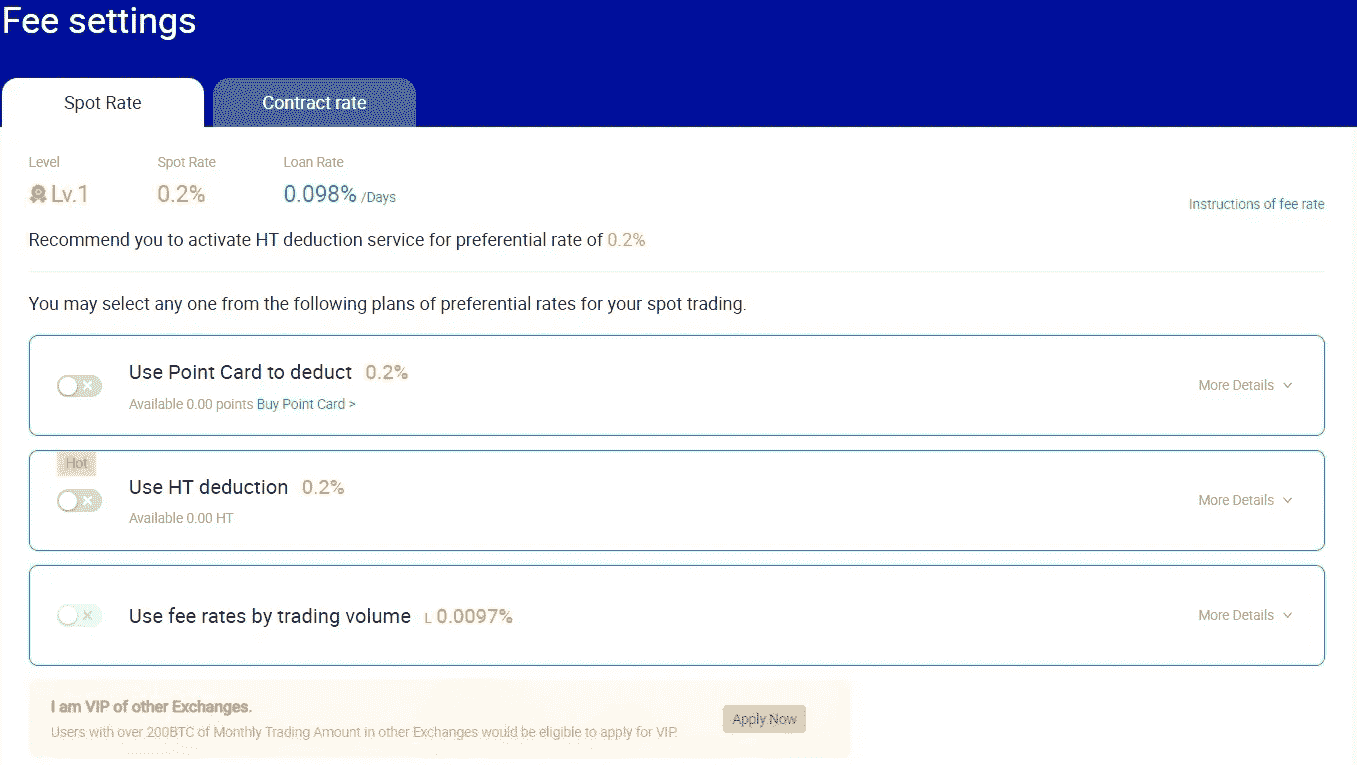 Fee settings
Spot Rate
Contract rate
Level
Spot Rate
Loan Rate
Lv.1
0.2%
0.098% /Days
Instructions of fee rate
Recommend you to activate HT deduction service for preferential rate of 0.2%
You may select any one from the following plans of preferential rates for your spot trading.
Use Point Card to deduct 0.2%
Available 0.00 points Buy Point Card >
More Details
Hot
Use HT deduction 0.2%
Available 0.00 HT
More Details
Use fee rates by trading volume L 0.0097%
More Details
I am VIP of other Exchanges.
Users with over 200BTC of Monthly Trading Amount in other Exchanges would be eligible to apply for VIP.
Apply Now